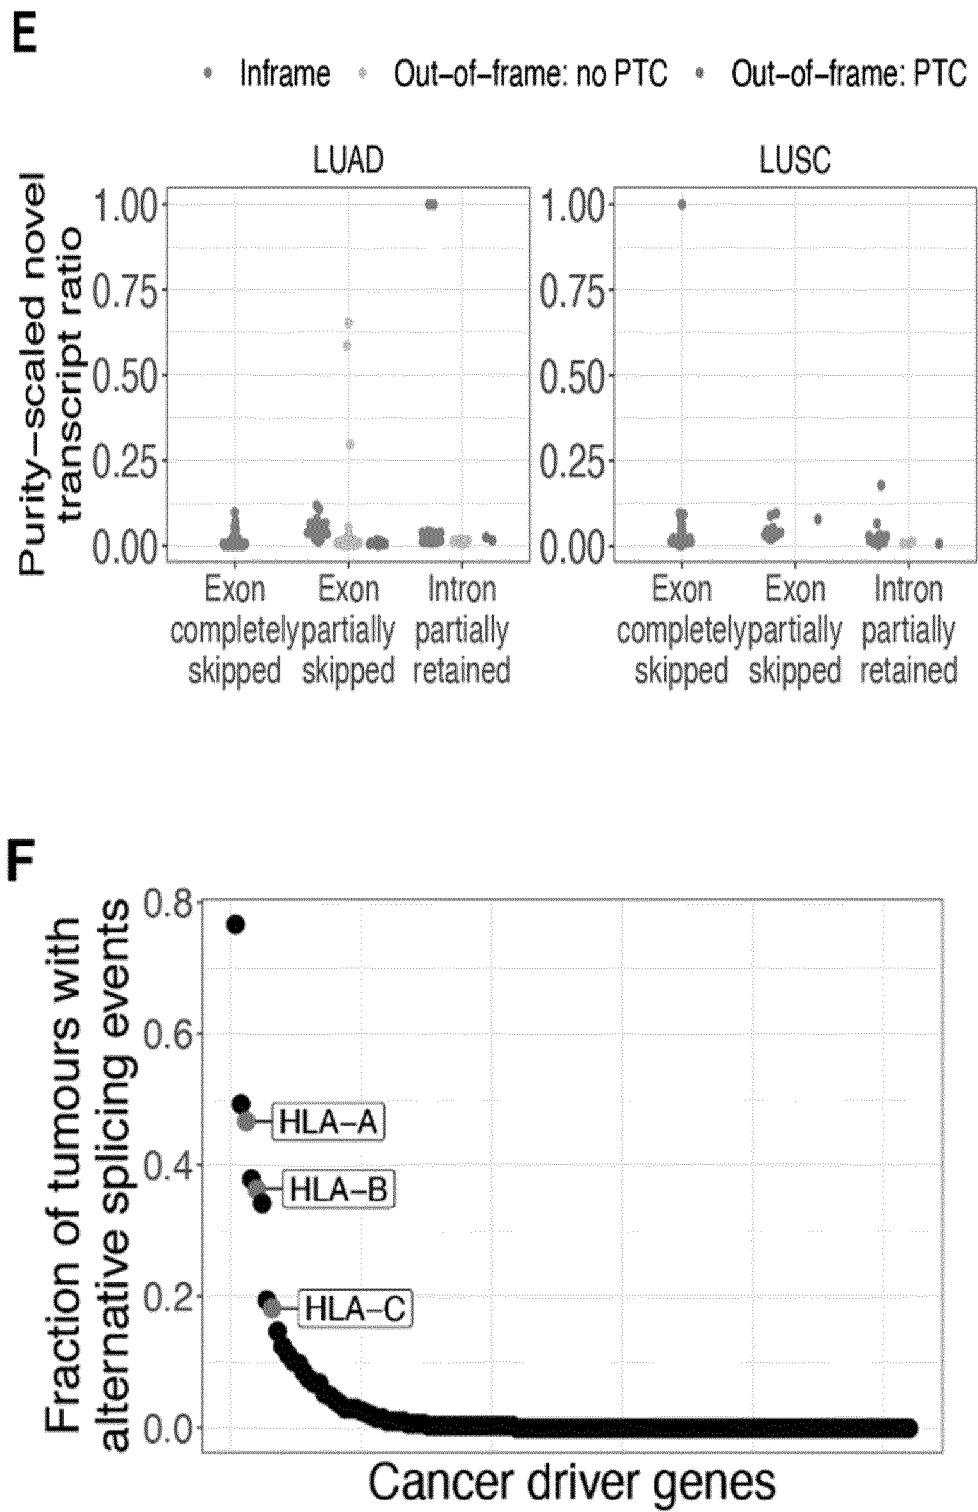 E
Inframe Out-of-frame: no PTC Out-of-frame: PTC
LUAD LUSC
Purity-scaled novel
transcript ratio
1.00 1.00
0.75 0.75
0.50 0.50
0.25 0.25
0.00 0.00
Exon Exon Intron Exon Exon Intron
completely partially partially completely partially partially
skipped skipped retained skipped skipped retained
F
Fraction of tumours with
alternative splicing events
0.8
0.6
HLA-A
0.4
HLA-B
0.2
HLA-C
0.0
Cancer driver genes